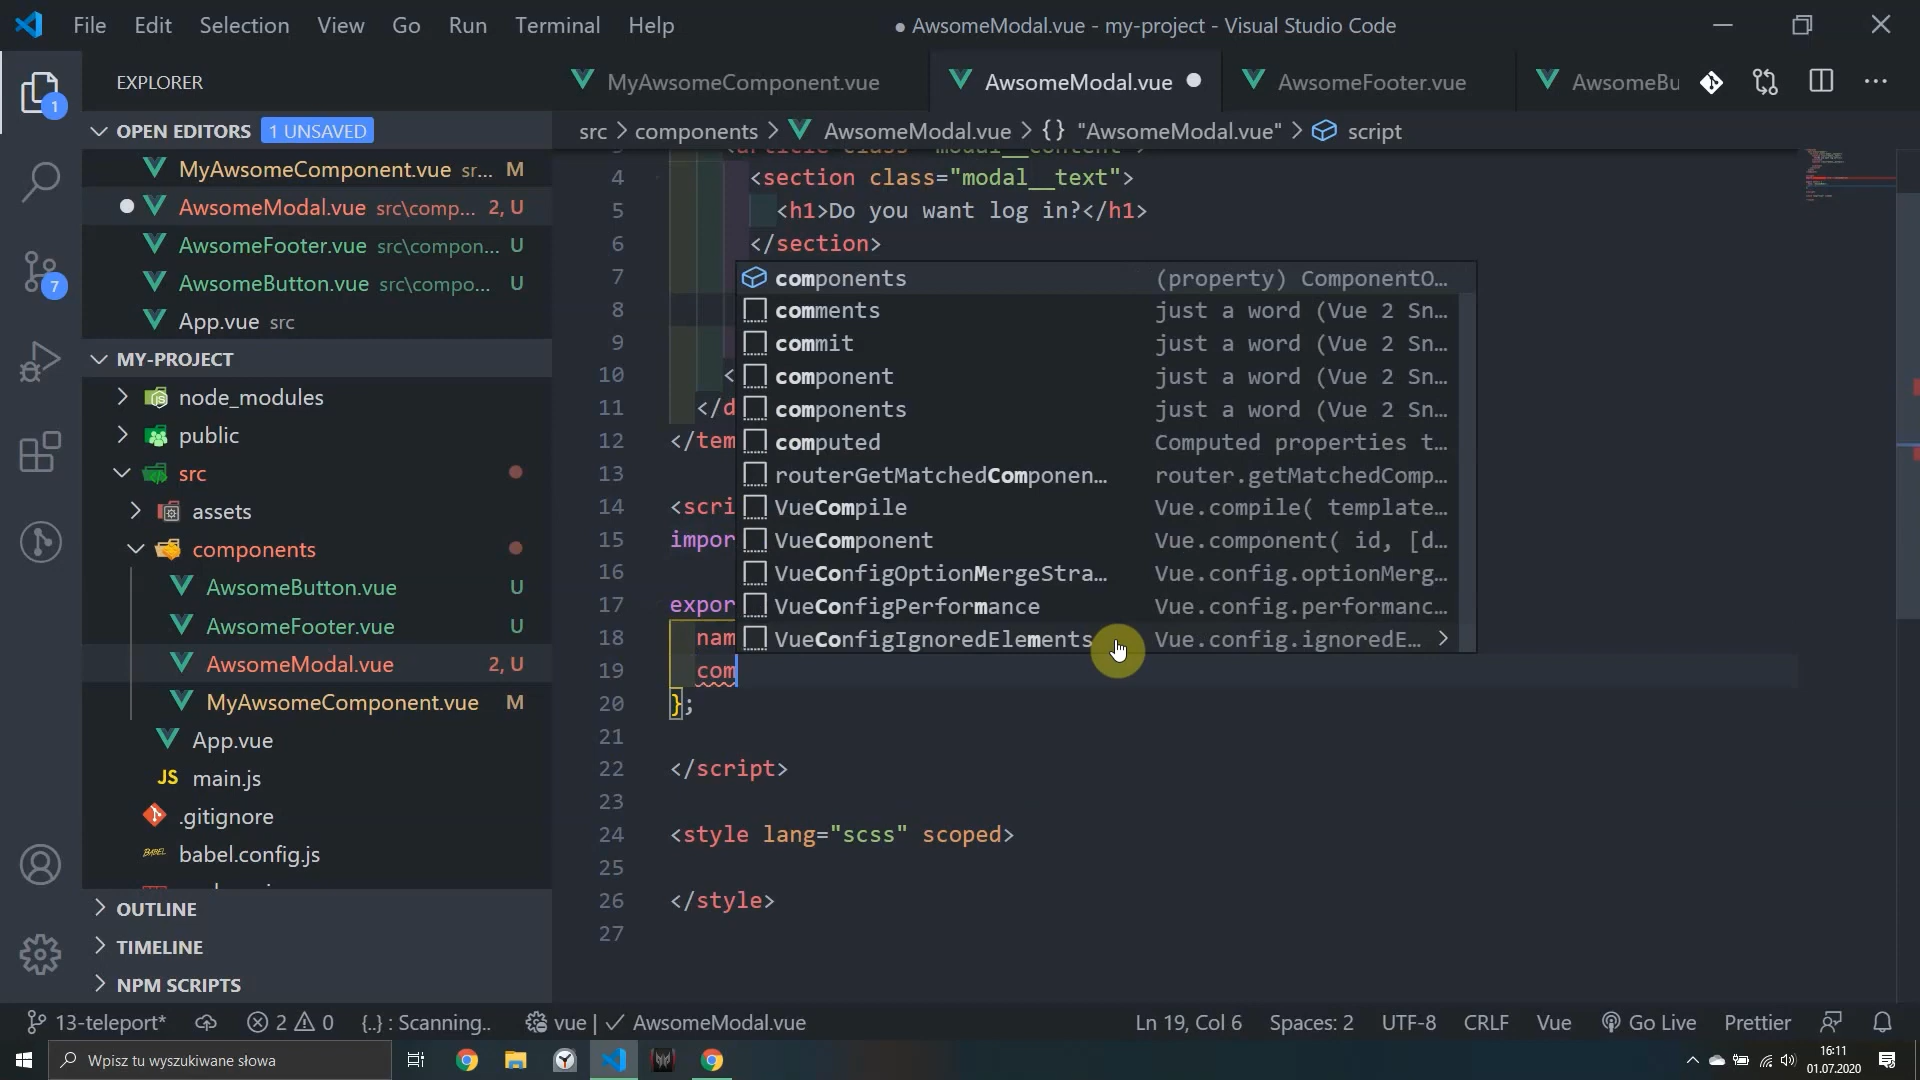 File Edit Selection View Go Run Terminal Help
● AwsomeModal.vue - my-project - Visual Studio Code
EXPLORER
MyAwsomeComponent.vue
AwsomeModal.vue
AwsomeFooter.vue
AwsomeBu
src > components > AwsomeModal.vue > {} "AwsomeModal.vue" > script
1
7
OPEN EDITORS 1 UNSAVED
MyAwsomeComponent.vue sr... M
AwsomeModal.vue src\comp... 2, U
AwsomeFooter.vue src\compon... U
AwsomeButton.vue src\compo... U
App.vue src
MY-PROJECT
node_modules
public
src
assets
components
AwsomeButton.vue U
AwsomeFooter.vue U
AwsomeModal.vue 2, U
MyAwsomeComponent.vue M
App.vue
JS main.js
.gitignore
BABEL babel.config.js
OUTLINE
TIMELINE
NPM SCRIPTS
<article class="modal__content">
4 <section class="modal__text">
5 <h1>Do you want log in?</h1>
6 </section>
7
8
9
10 <
11 </d
12 </tem
13
14 <scri
15 impor
16
17 expor
18 nam
19 com
20 };
21
22 </script>
23
24 <style lang="scss" scoped>
25
26 </style>
27
components (property) ComponentO...
comments just a word (Vue 2 Sn...
commit just a word (Vue 2 Sn...
component just a word (Vue 2 Sn...
components just a word (Vue 2 Sn...
computed Computed properties t...
routerGetMatchedComponen... router.getMatchedComp...
VueCompile Vue.compile( template...
VueComponent Vue.component( id, [d...
VueConfigOptionMergeStra... Vue.config.optionMerg...
VueConfigPerformance Vue.config.performanc...
VueConfigIgnoredElements Vue.config.ignoredE... >
13-teleport* 2 0 {..} : Scanning.. vue | ✓ AwsomeModal.vue
Ln 19, Col 6 Spaces: 2 UTF-8 CRLF Vue Go Live Prettier
Wpisz tu wyszukiwane słowa
16:11
01.07.2020